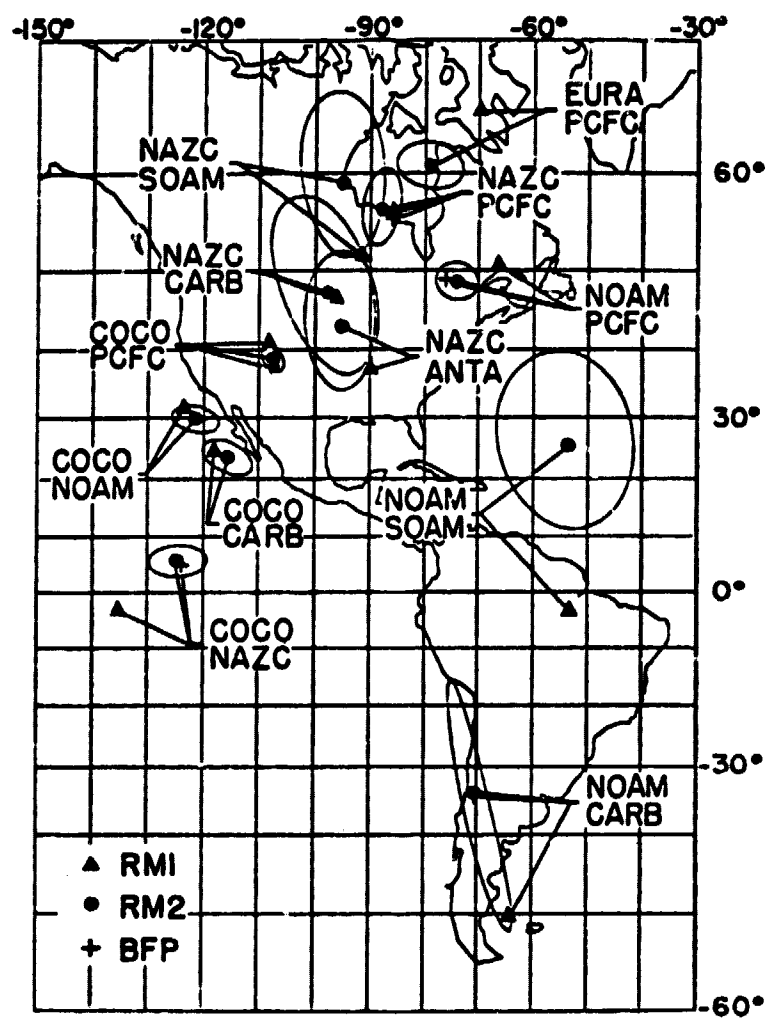 -150° -120° -90° -60° -30°
EURA
PCFC
NAZC
SOAM
60°
NAZC
PCFC
NAZC
CARB
NOAM
PCFC
COCO
PCFC
NAZC
ANTA
30°
COCO
NOAM
NOAM
SOAM
COCO
CARB
0°
COCO
NAZC
-30°
NOAM
CARB
RM1
RM2
BFP
-60°